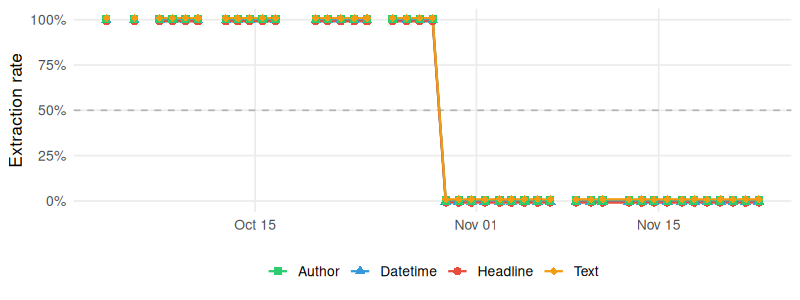 Extraction rate
100%
75%
50%
25%
0%
Oct 15 Nov 01 Nov 15
Author Datetime Headline Text